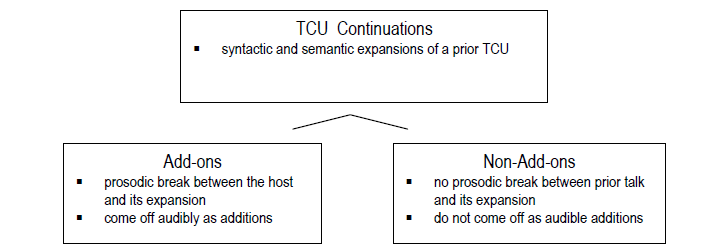 TCU Continuations
▪ syntactic and semantic expansions of a prior TCU
Add-ons
▪ prosodic break between the host
and its expansion
▪ come off audibly as additions
Non-Add-ons
▪ no prosodic break between prior talk
and its expansion
▪ do not come off as audible additions